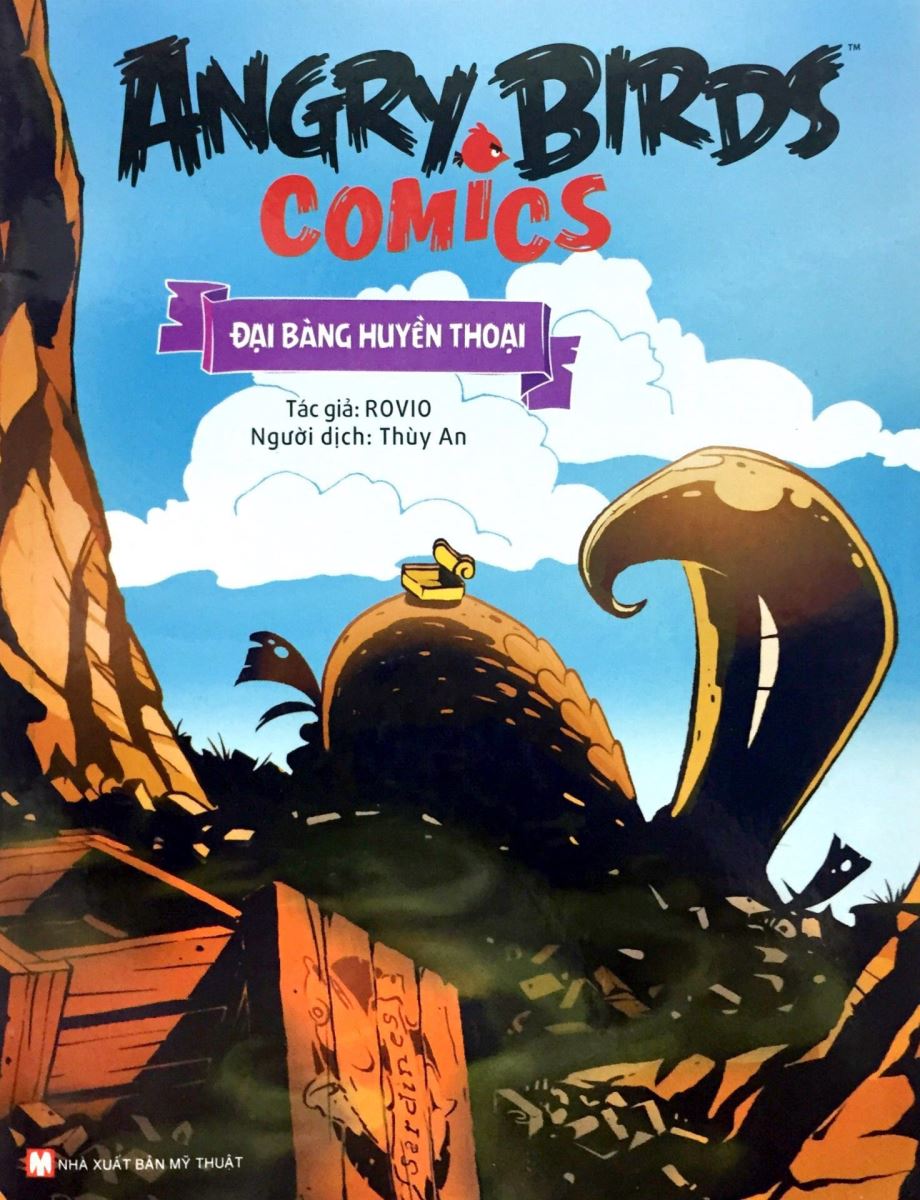 ANGRY BIRDS™
COMICS
ĐẠI BÀNG HUYỀN THOẠI
Tác giả: ROVIO
Người dịch: Thùy An
Sardines
NHÀ XUẤT BẢN MỸ THUẬT